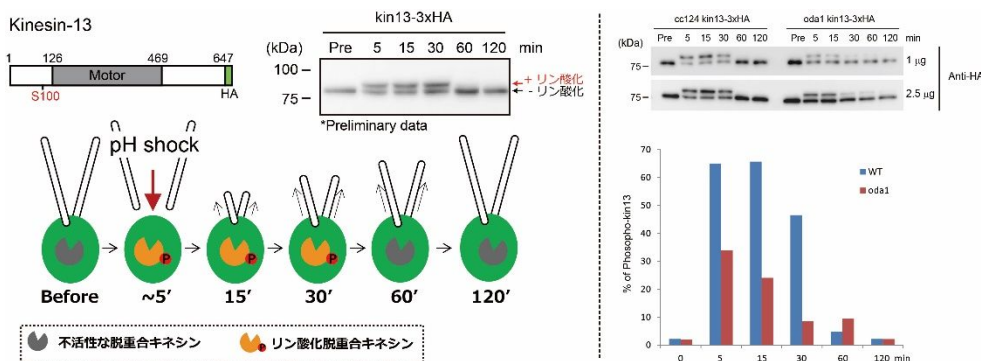 Kinesin-13
1 126 469 647
Motor
S100
HA
kin13-3xHA
(kDa) Pre 5 15 30 60 120 min
100
75
+ リン酸化
- リン酸化
*Preliminary data
pH shock
P P P
Before ~5’ 15’ 30’ 60’ 120’
不活性な脱重合キネシン
P リン酸化脱重合キネシン
cc124 kin13-3xHA oda1 kin13-3xHA
(kDa) Pre 5 15 30 60 120 Pre 5 15 30 60 120 min
75 1 μg
75 2.5 μg
Anti-HA
% of Phosopho-kin13
70
60
50
40
30
20
10
0
WT
oda1
0 5 15 30 60 120 min